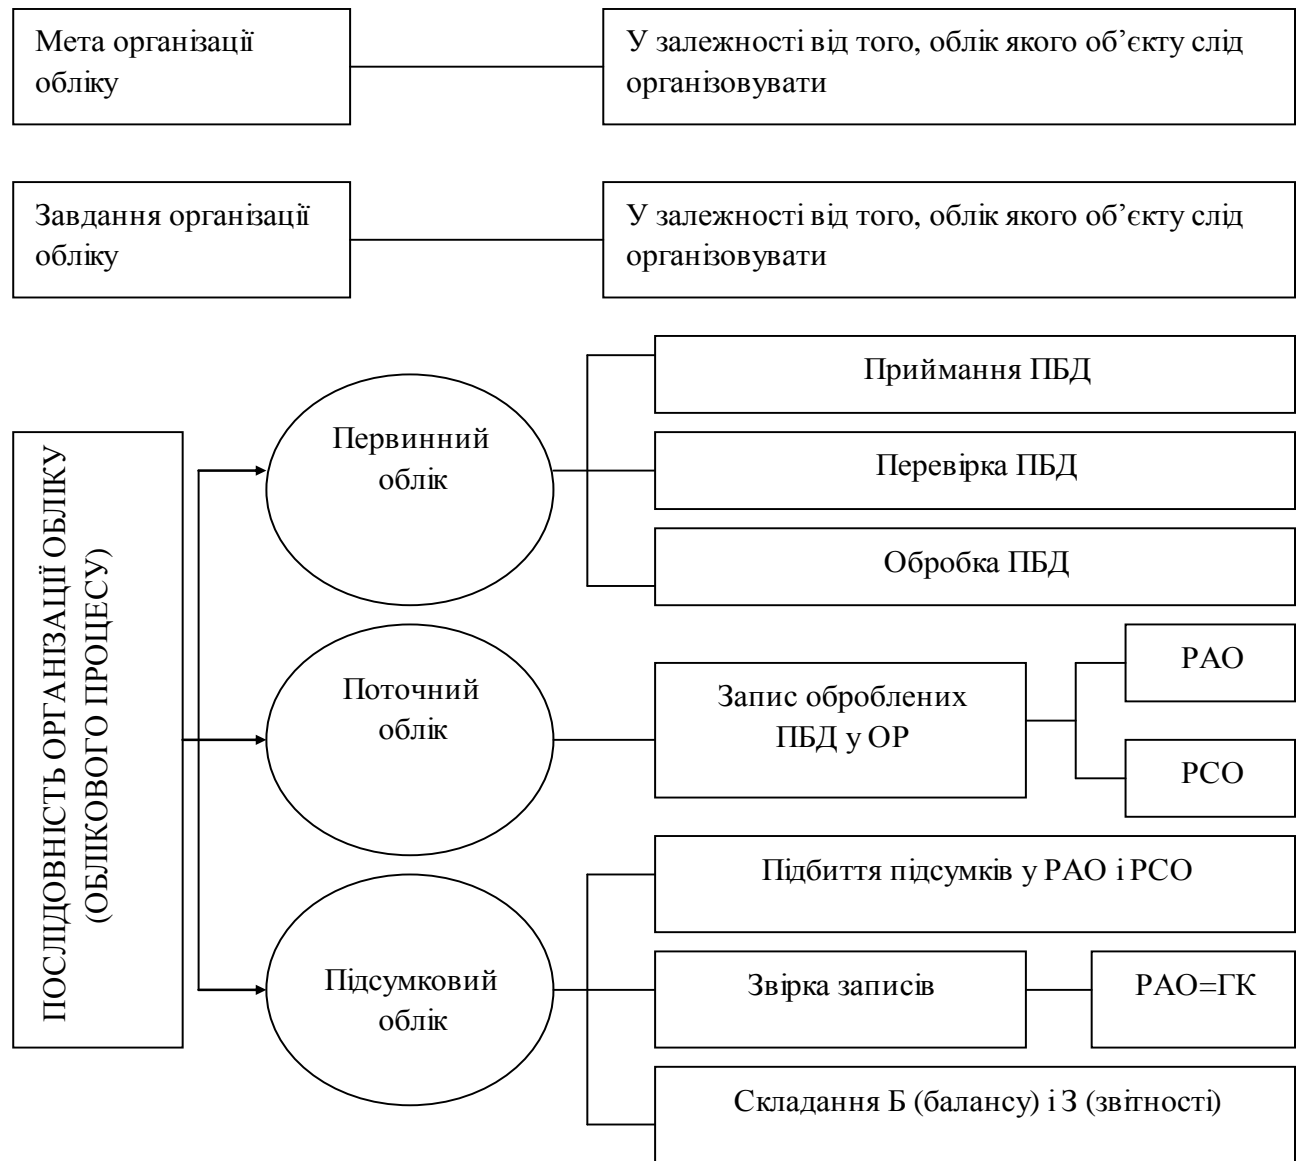 Мета організації
обліку
У залежності від того, облік якого об’єкту слід
організовувати
Завдання організації
обліку
У залежності від того, облік якого об’єкту слід
організовувати
ПОСЛІДОВНІСТЬ ОРГАНІЗАЦІЇ ОБЛІКУ
(ОБЛІКОВОГО ПРОЦЕСУ)
Первинний
облік
Приймання ПБД
Перевірка ПБД
Обробка ПБД
Поточний
облік
Запис оброблених
ПБД у ОР
РАО
РСО
Підсумковий
облік
Підбиття підсумків у РАО і РСО
Звірка записів
РАО=ГК
Складання Б (балансу) і З (звітності)